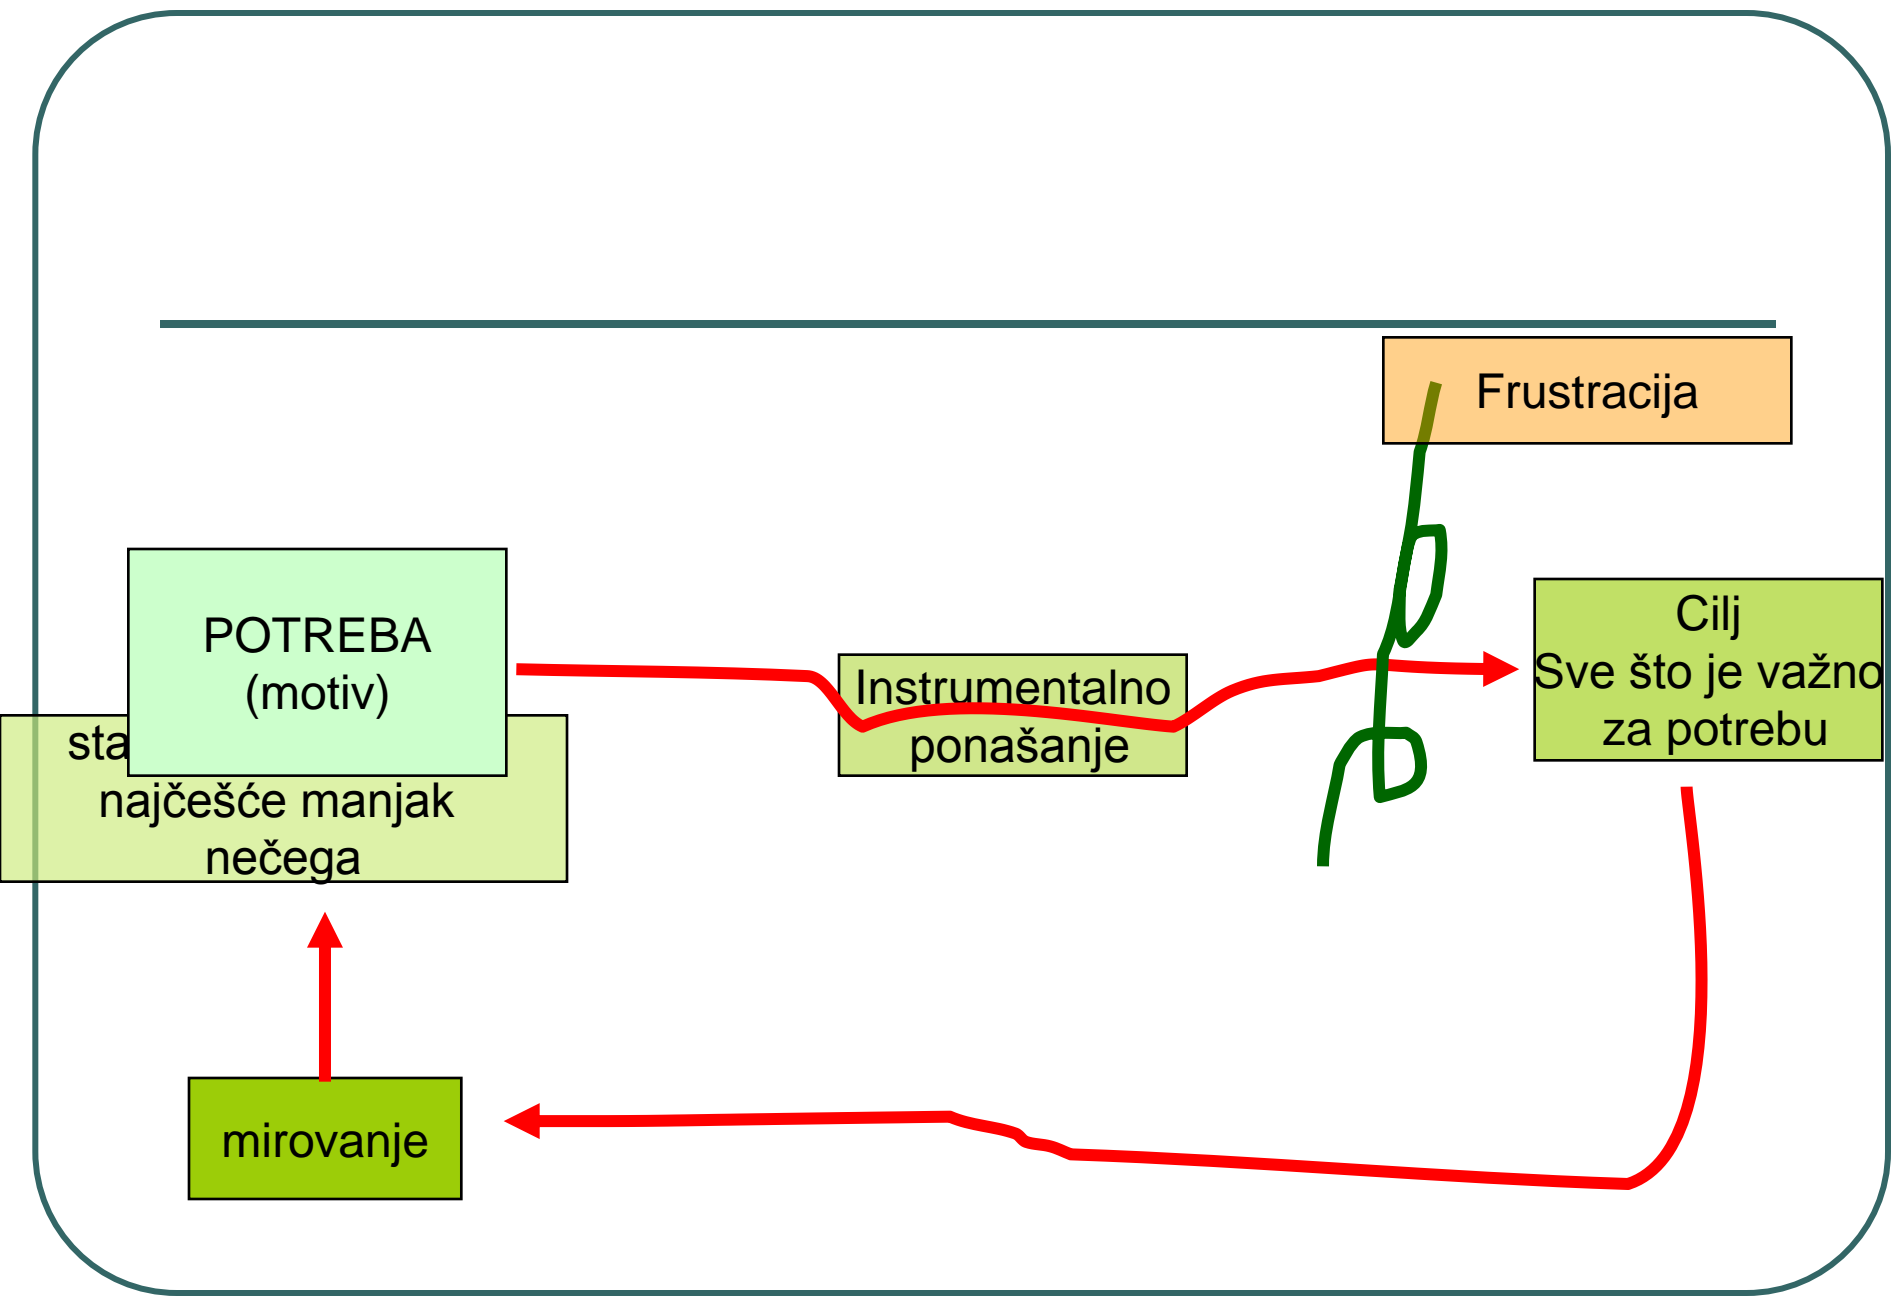 Frustracija
POTREBA
(motiv)
sta
najčešće manjak
nečega
Instrumentalno
ponašanje
Cilj
Sve što je važno
za potrebu
mirovanje